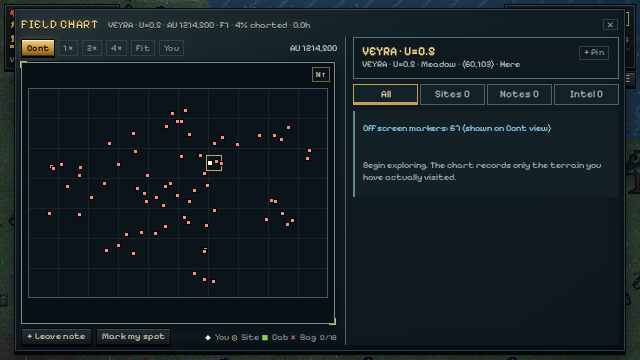 FIELD CHART VEYRA · U=0.S · AU 1214,S00 · F1 · 4% charted · 0.0h
Cont 1× 2× 4× Fit You AU 1214,S00
N↑
VEYRA · U=0.S
VEYRA · U=0.S · Meadow · (60,103) · Here
+ Pin
All Sites 0 Notes 0 Intel 0
Off screen markers: 67 (shown on Cont view)
Begin exploring. The chart records only the terrain you
have actually visited.
+ Leave note Mark my spot
You Site Oab Bag 0/18